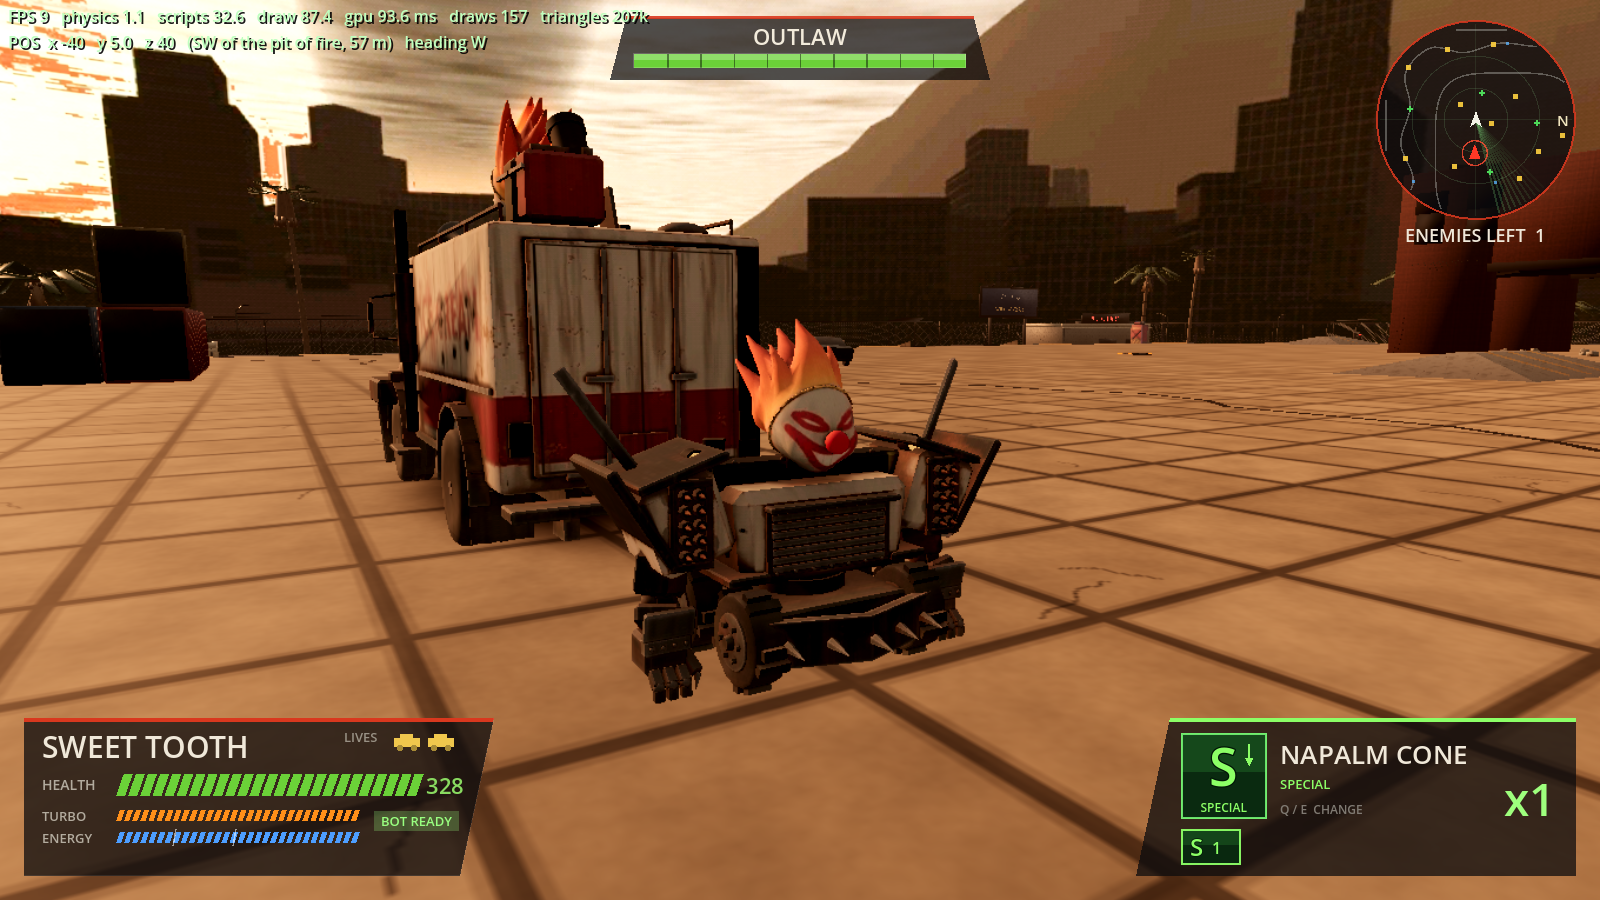 FPS 9 physics 1.1 scripts 32.6 draw 87.4 gpu 93.6 ms draws 157 triangles 207k
POS x -40 y 5.0 z 40 (SW of the pit of fire, 57 m) heading W
OUTLAW
N
ENEMIES LEFT 1
SWEET TOOTH
LIVES
HEALTH
328
TURBO
BOT READY
ENERGY
S
SPECIAL
NAPALM CONE
SPECIAL
Q / E CHANGE
x1
S 1